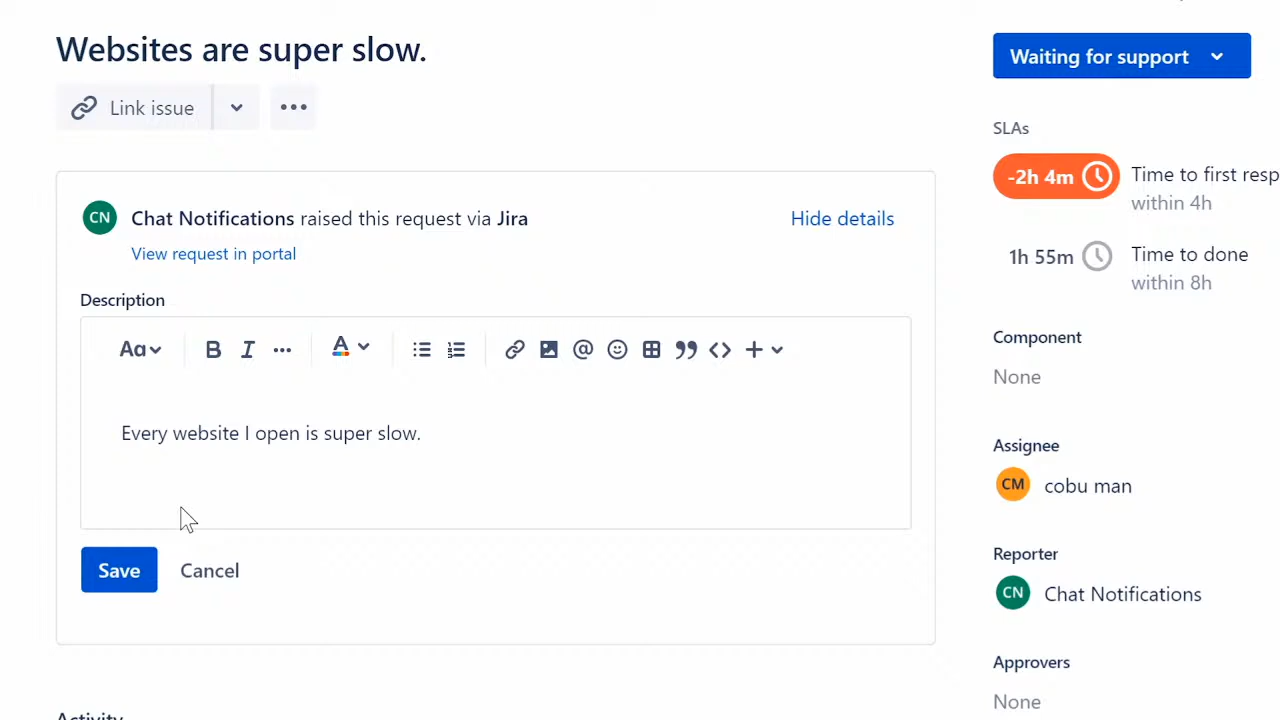 Websites are super slow.
Waiting for support
Link issue
SLAs
-2h 4m
Time to first resp
within 4h
CN
Chat Notifications raised this request via Jira
Hide details
View request in portal
1h 55m
Time to done
within 8h
Description
Aa
B
I
A
Component
None
Every website I open is super slow.
Assignee
CM
cobu man
Save
Cancel
Reporter
CN
Chat Notifications
Approvers
None
Activity